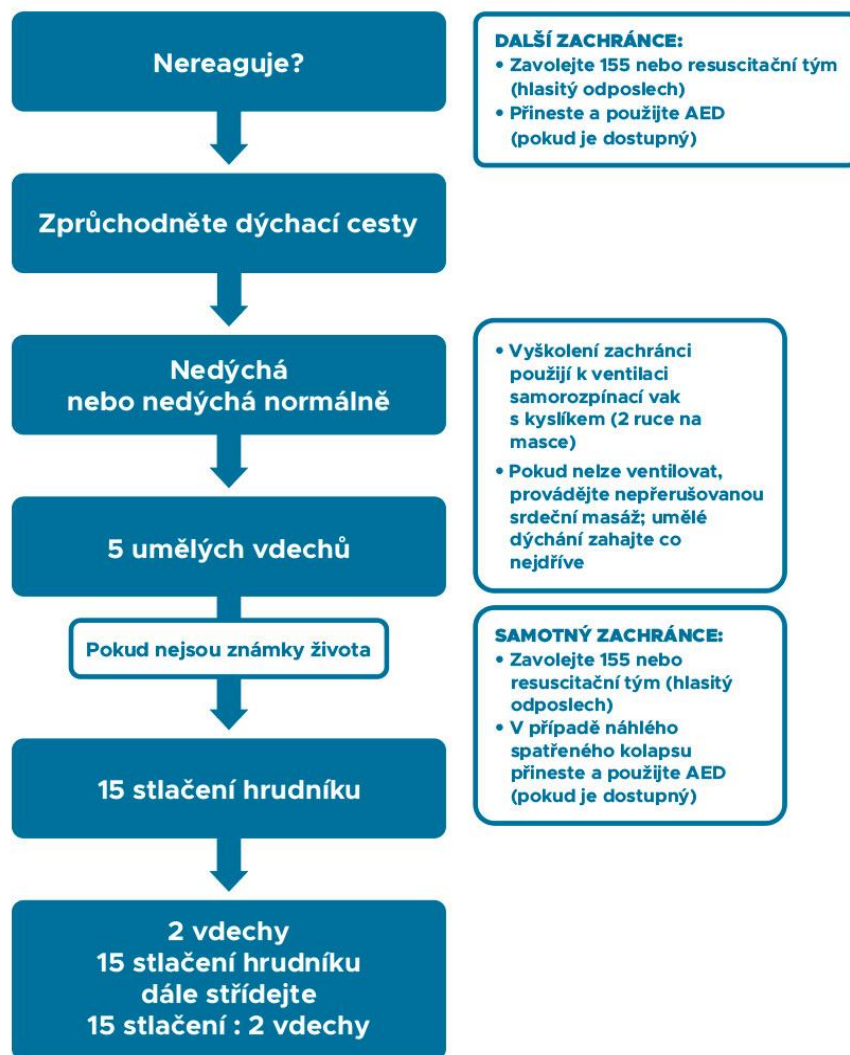 Nereaguje?
DALŠÍ ZACHRÁNCE:
• Zavolejte 155 nebo resuscitační tým
(hlasitý odposlech)
• Přineste a použijte AED
(pokud je dostupný)
Zprůchodněte dýchací cesty
Nedýchá
nebo nedýchá normálně
• Vyškolení zachránci
použijí k ventilaci
samorozpínací vak
s kyslíkem (2 ruce na
masce)
• Pokud nelze ventilovat,
provádějte nepřerušovanou
srdeční masáž; umělé
dýchání zahajte co
nejdříve
5 umělých vdechů
Pokud nejsou známky života
SAMOTNÝ ZACHRÁNCE:
• Zavolejte 155 nebo
resuscitační tým (hlasitý
odposlech)
• V případě náhlého
spatřeného kolapsu
přineste a použijte AED
(pokud je dostupný)
15 stlačení hrudníku
2 vdechy
15 stlačení hrudníku
dále střídejte
15 stlačení : 2 vdechy